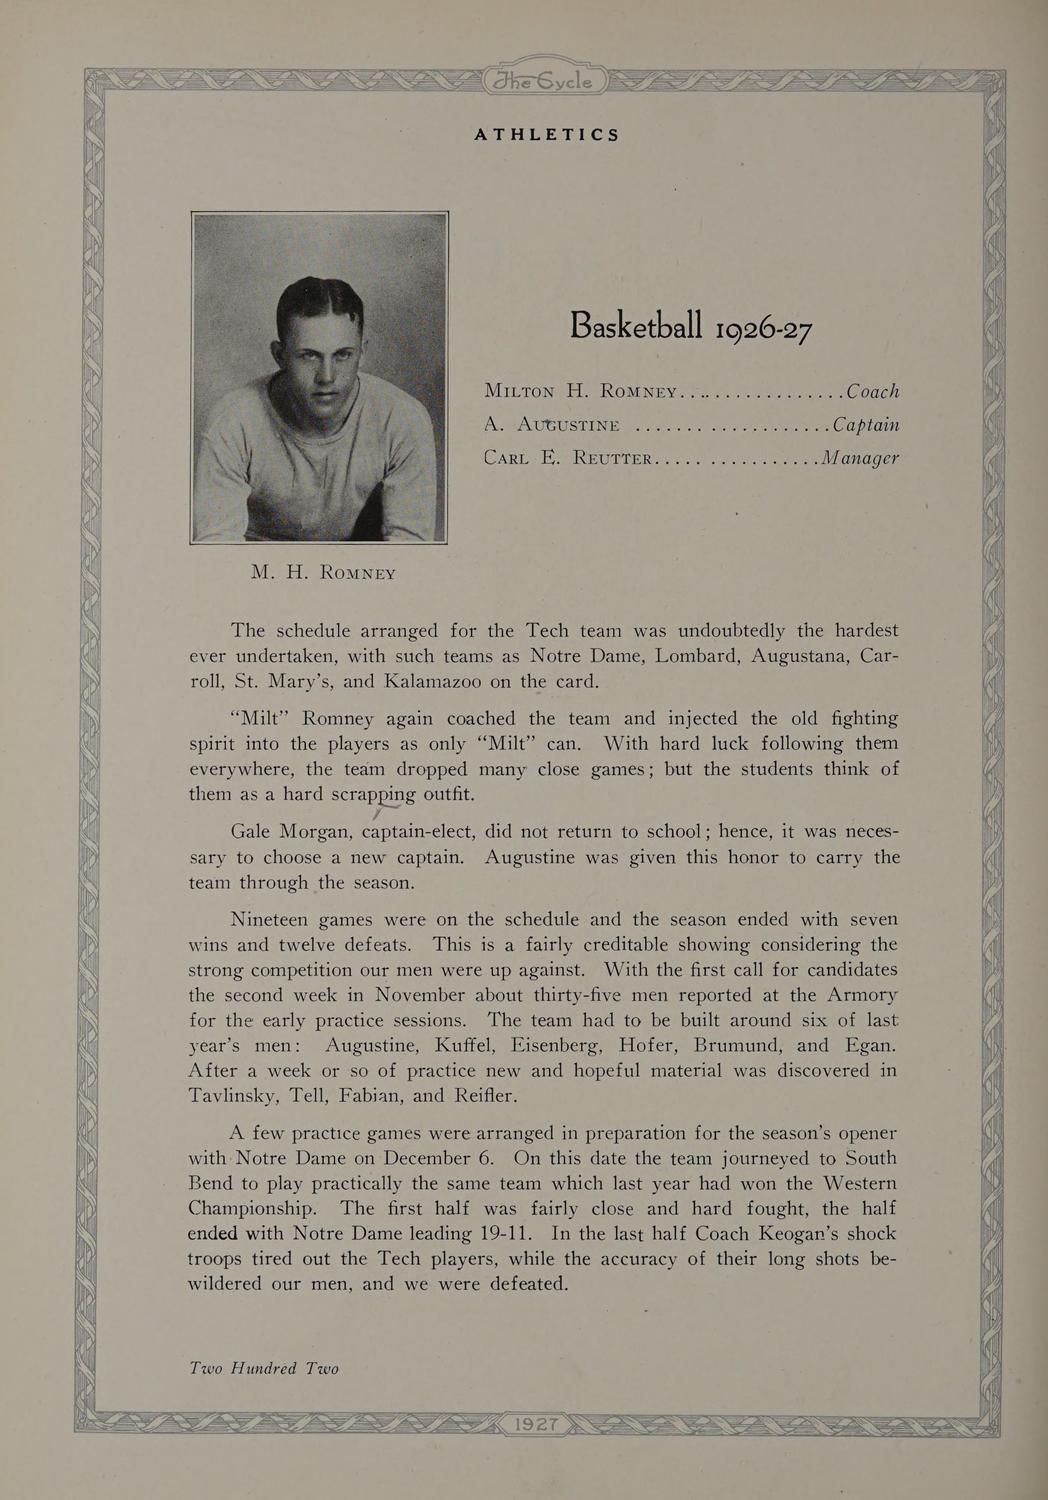 The Cycle
ATHLETICS
Basketball 1926-27
MILTON H. ROMNEY.......................Coach
A. AUGUSTINE ...................Captain
CARL E. REUTTER................Manager
M. H. ROMNEY
The schedule arranged for the Tech team was undoubtedly the hardest
ever undertaken, with such teams as Notre Dame, Lombard, Augustana, Car-
roll, St. Mary's, and Kalamazoo on the card.
“Milt” Romney again coached the team and injected the old fighting
spirit into the players as only “Milt” can. With hard luck following them
everywhere, the team dropped many close games; but the students think of
them as a hard scrapping outfit.
Gale Morgan, captain-elect, did not return to school; hence, it was neces-
sary to choose a new captain. Augustine was given this honor to carry the
team through the season.
Nineteen games were on the schedule and the season ended with seven
wins and twelve defeats. This is a fairly creditable showing considering the
strong competition our men were up against. With the first call for candidates
the second week in November about thirty-five men reported at the Armory
for the early practice sessions. The team had to be built around six of last
year's men: Augustine, Kuffel, Eisenberg, Hofer, Brumund, and Egan.
After a week or so of practice new and hopeful material was discovered in
Tavlinsky, Tell, Fabian, and Reifler.
A few practice games were arranged in preparation for the season's opener
with Notre Dame on December 6. On this date the team journeyed to South
Bend to play practically the same team which last year had won the Western
Championship. The first half was fairly close and hard fought, the half
ended with Notre Dame leading 19-11. In the last half Coach Keogan's shock
troops tired out the Tech players, while the accuracy of their long shots be-
wildered our men, and we were defeated.
Two Hundred Two
1927